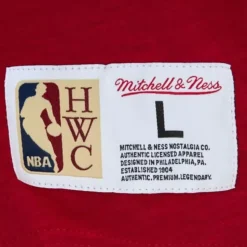 Mitchell & Ness
HWC
NBA
L
MITCHELL & NESS NOSTALGIA CO.
AUTHENTIC LICENSED APPAREL
DESIGNED IN PHILADELPHIA, PA.
ESTABLISHED 1904
AUTHENTIC. PREMIUM. LEGENDARY.